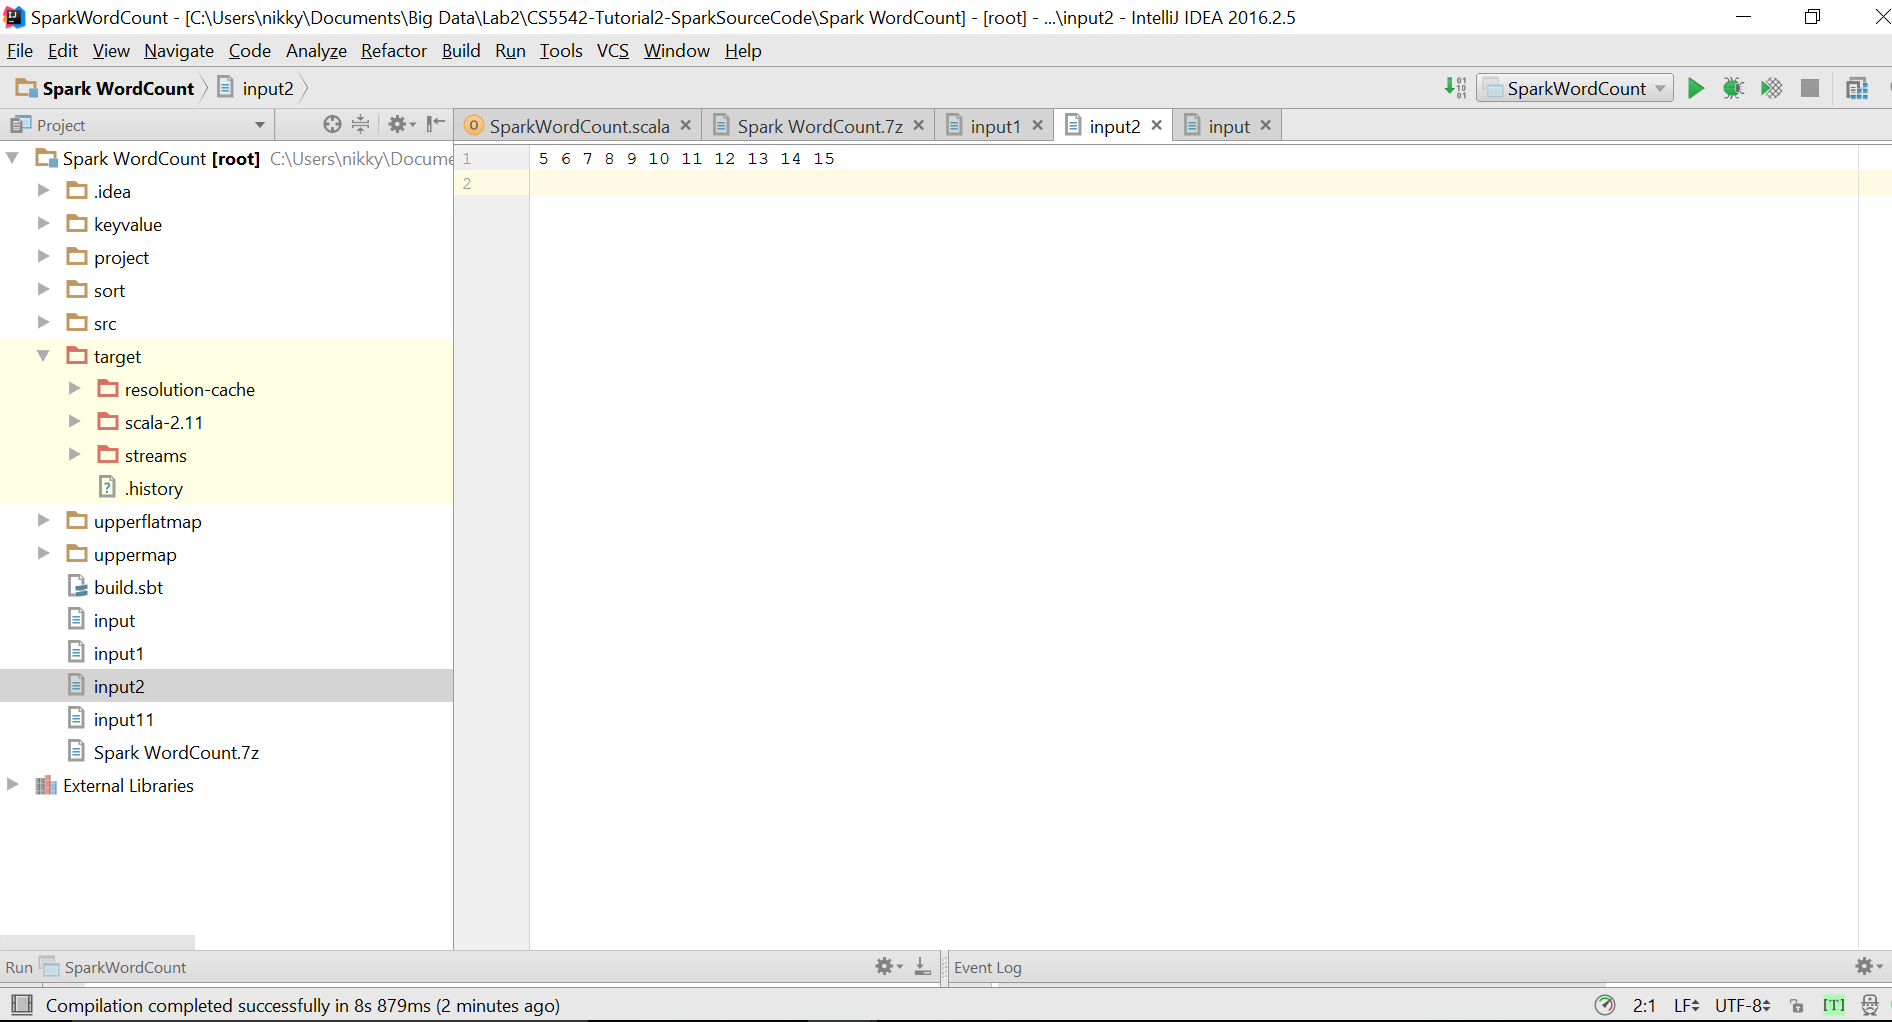 SparkWordCount - [C:\Users\nikky\Documents\Big Data\Lab2\CS5542-Tutorial2-SparkSourceCode\Spark WordCount] - [root] - ...\input2 - IntelliJ IDEA 2016.2.5
File Edit View Navigate Code Analyze Refactor Build Run Tools VCS Window Help
Spark WordCount input2 SparkWordCount
Project SparkWordCount.scala Spark WordCount.7z input1 input2 input
Spark WordCount [root] C:\Users\nikky\Docume
1 5 6 7 8 9 10 11 12 13 14 15
2
.idea
keyvalue
project
sort
src
target
resolution-cache
scala-2.11
streams
.history
upperflatmap
uppermap
build.sbt
input
input1
input2
input11
Spark WordCount.7z
External Libraries
Run SparkWordCount Event Log
Compilation completed successfully in 8s 879ms (2 minutes ago) 2:1 LF UTF-8 [T]